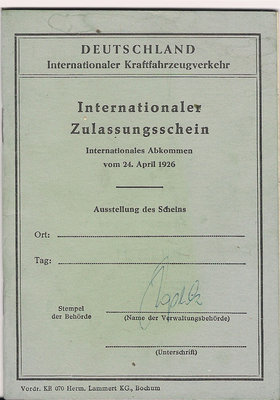 DEUTSCHLAND
Internationaler Kraftfahrzeugverkehr
Internationaler
Zulassungsschein
Internationales Abkommen
vom 24. April 1926
Ausstellung des Scheins
Ort:
Tag:
Stempel
der Behörde
(Name der Verwaltungsbehörde)
(Unterschrift)
Vordr. KR 070 Herm. Lammert KG., Bochum